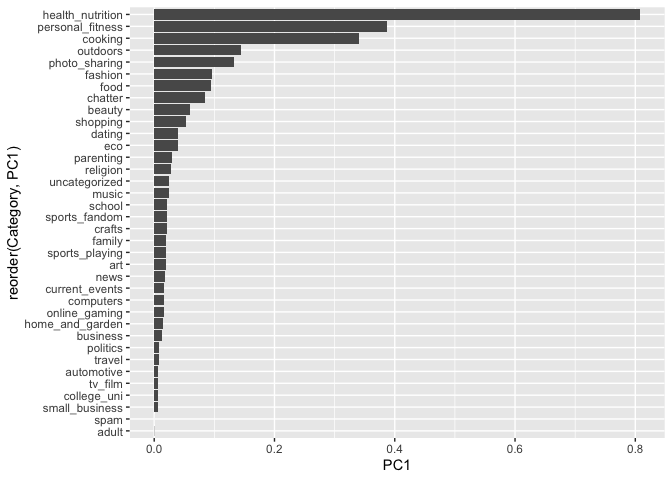 health_nutrition
personal_fitness
cooking
outdoors
photo_sharing
fashion
food
chatter
beauty
shopping
dating
eco
parenting
religion
uncategorized
music
school
sports_fandom
crafts
family
sports_playing
art
news
current_events
computers
online_gaming
home_and_garden
business
politics
travel
automotive
tv_film
college_uni
small_business
spam
adult
reorder(Category, PC1)
0.0 0.2 0.4 0.6 0.8
PC1